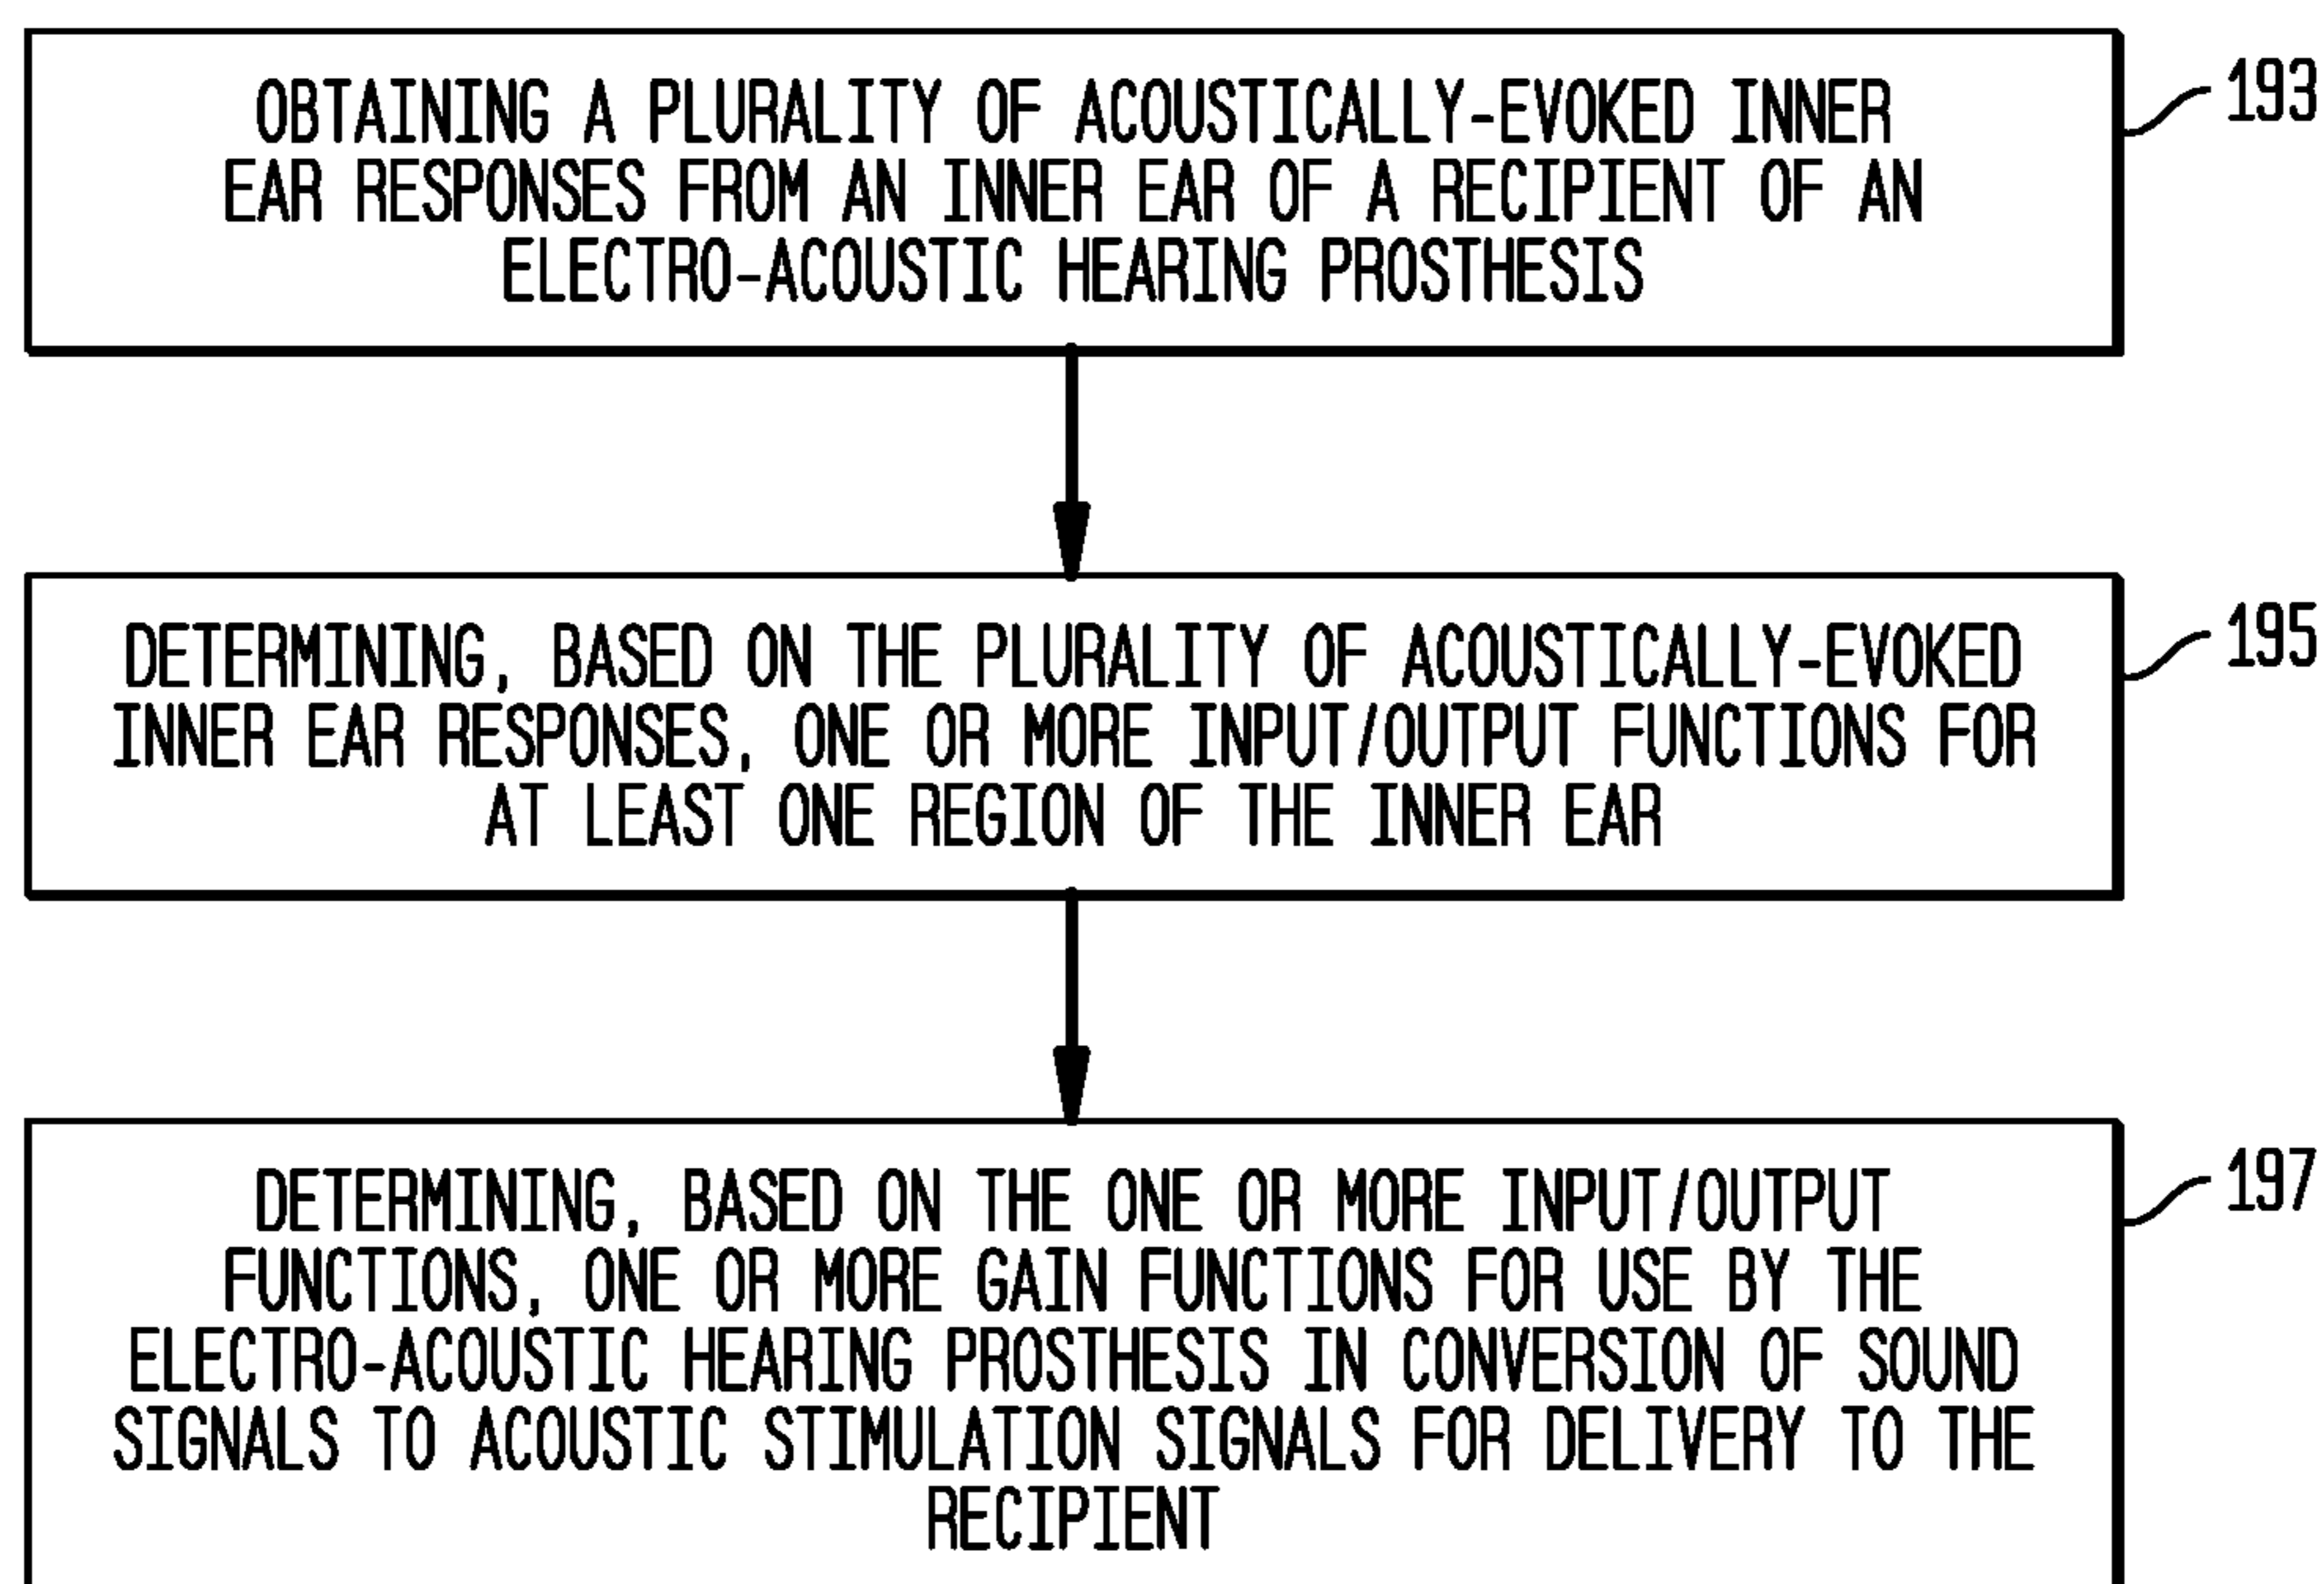 OBTAINING A PLURALITY OF ACOUSTICALLY-EVOKED INNER
EAR RESPONSES FROM AN INNER EAR OF A RECIPIENT OF AN
ELECTRO-ACOUSTIC HEARING PROSTHESIS
193
DETERMINING, BASED ON THE PLURALITY OF ACOUSTICALLY-EVOKED
INNER EAR RESPONSES, ONE OR MORE INPUT/OUTPUT FUNCTIONS FOR
AT LEAST ONE REGION OF THE INNER EAR
195
DETERMINING, BASED ON THE ONE OR MORE INPUT/OUTPUT
FUNCTIONS, ONE OR MORE GAIN FUNCTIONS FOR USE BY THE
ELECTRO-ACOUSTIC HEARING PROSTHESIS IN CONVERSION OF SOUND
SIGNALS TO ACOUSTIC STIMULATION SIGNALS FOR DELIVERY TO THE
RECIPIENT
197